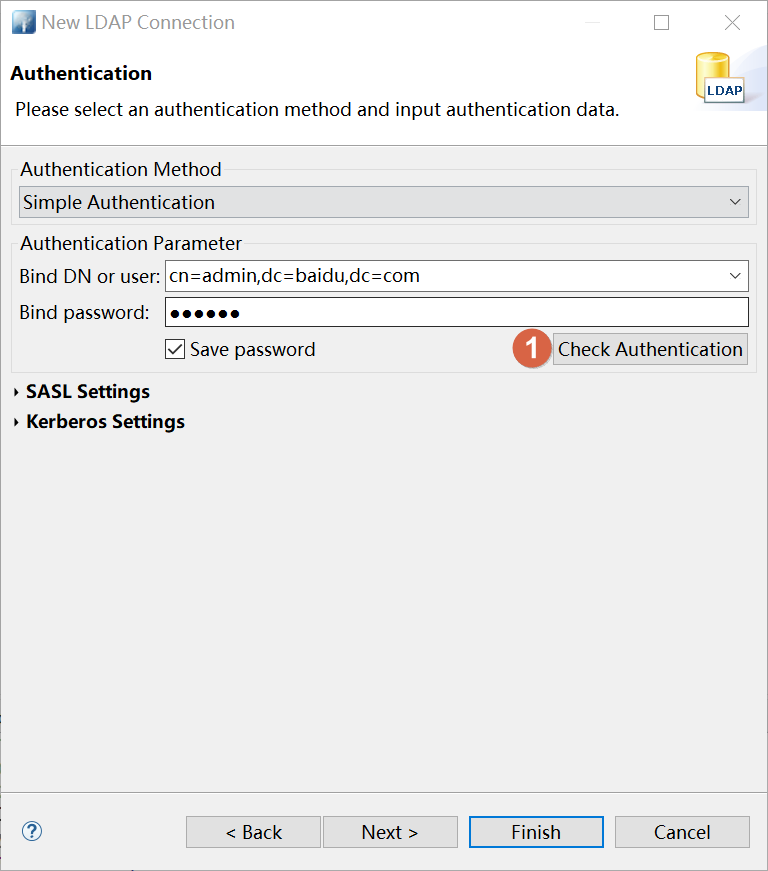 New LDAP Connection
Authentication
Please select an authentication method and input authentication data.
LDAP
Authentication Method
Simple Authentication
Authentication Parameter
Bind DN or user: cn=admin,dc=baidu,dc=com
Bind password: ●●●●●●
Save password 1 Check Authentication
SASL Settings
Kerberos Settings
? < Back Next > Finish Cancel